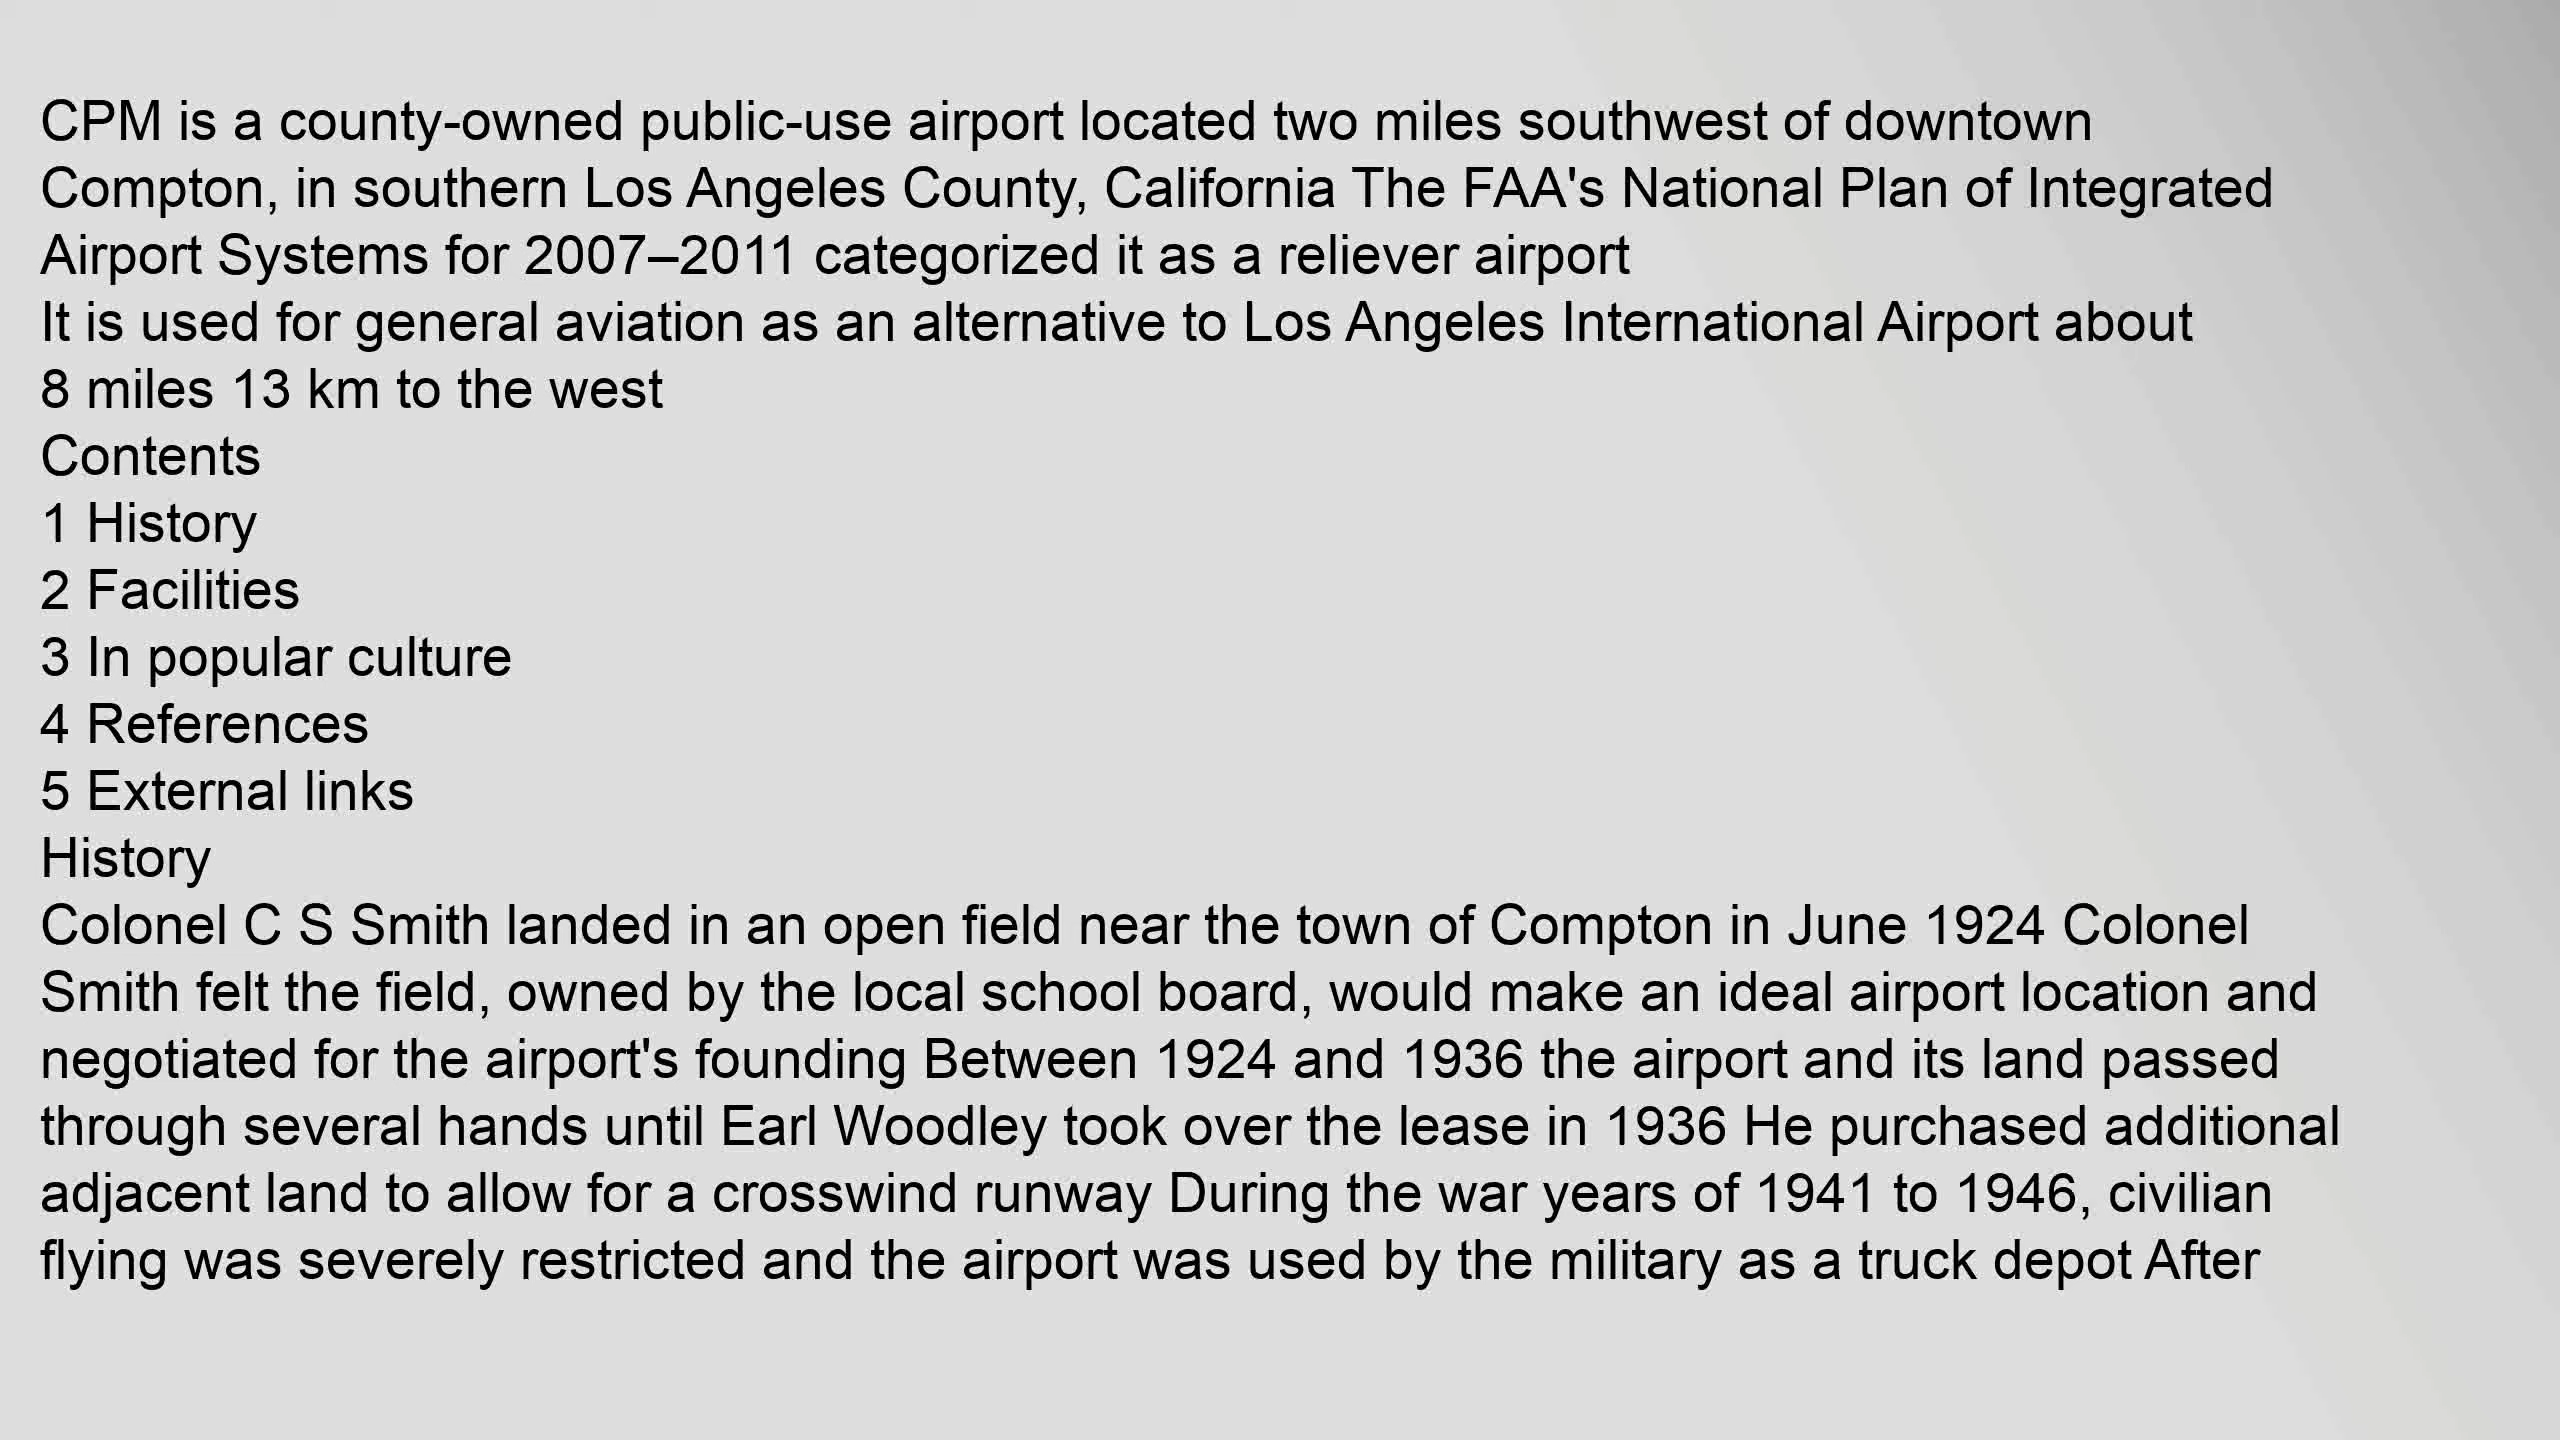 CPM is a county-owned public-use airport located two miles southwest of downtown
Compton, in southern Los Angeles County, California The FAA's National Plan of Integrated
Airport Systems for 2007–2011 categorized it as a reliever airport
It is used for general aviation as an alternative to Los Angeles International Airport about
8 miles 13 km to the west
Contents
1 History
2 Facilities
3 In popular culture
4 References
5 External links
History
Colonel C S Smith landed in an open field near the town of Compton in June 1924 Colonel
Smith felt the field, owned by the local school board, would make an ideal airport location and
negotiated for the airport's founding Between 1924 and 1936 the airport and its land passed
through several hands until Earl Woodley took over the lease in 1936 He purchased additional
adjacent land to allow for a crosswind runway During the war years of 1941 to 1946, civilian
flying was severely restricted and the airport was used by the military as a truck depot After